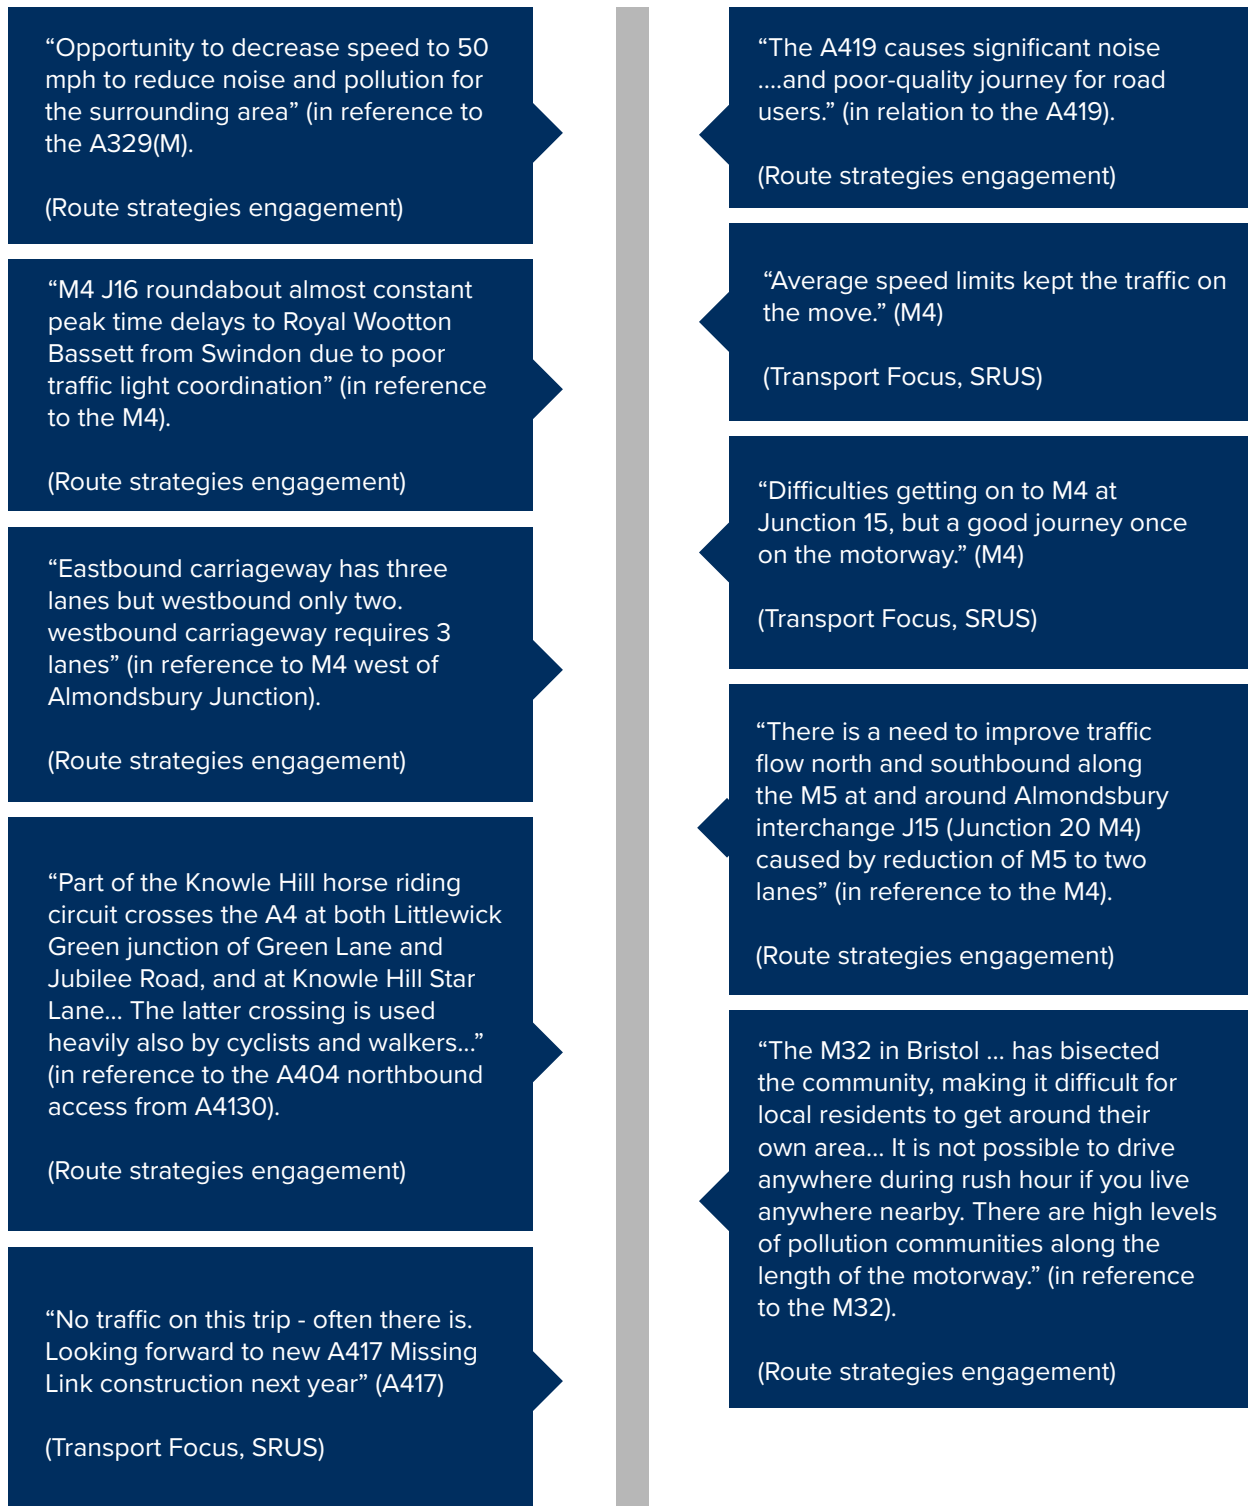 “Opportunity to decrease speed to 50
mph to reduce noise and pollution for
the surrounding area” (in reference to
the A329(M).
(Route strategies engagement)
“M4 J16 roundabout almost constant
peak time delays to Royal Wootton
Bassett from Swindon due to poor
traffic light coordination” (in reference
to the M4).
(Route strategies engagement)
“Eastbound carriageway has three
lanes but westbound only two.
westbound carriageway requires 3
lanes” (in reference to M4 west of
Almondsbury Junction).
(Route strategies engagement)
“Part of the Knowle Hill horse riding
circuit crosses the A4 at both Littlewick
Green junction of Green Lane and
Jubilee Road, and at Knowle Hill Star
Lane... The latter crossing is used
heavily also by cyclists and walkers...”
(in reference to the A404 northbound
access from A4130).
(Route strategies engagement)
“No traffic on this trip - often there is.
Looking forward to new A417 Missing
Link construction next year” (A417)
(Transport Focus, SRUS)
“The A419 causes significant noise
....and poor-quality journey for road
users.” (in relation to the A419).
(Route strategies engagement)
“Average speed limits kept the traffic on
the move.” (M4)
(Transport Focus, SRUS)
“Difficulties getting on to M4 at
Junction 15, but a good journey once
on the motorway.” (M4)
(Transport Focus, SRUS)
“There is a need to improve traffic
flow north and southbound along
the M5 at and around Almondsbury
interchange J15 (Junction 20 M4)
caused by reduction of M5 to two
lanes” (in reference to the M4).
(Route strategies engagement)
“The M32 in Bristol ... has bisected
the community, making it difficult for
local residents to get around their
own area... It is not possible to drive
anywhere during rush hour if you live
anywhere nearby. There are high levels
of pollution communities along the
length of the motorway.” (in reference
to the M32).
(Route strategies engagement)